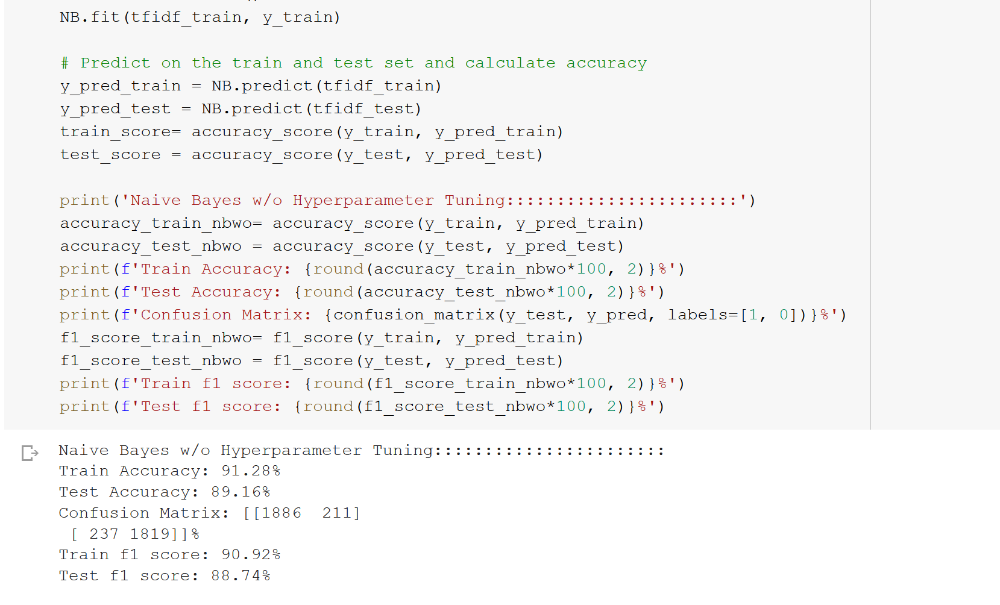 NB.fit(tfidf_train, y_train)
# Predict on the train and test set and calculate accuracy
y_pred_train = NB.predict(tfidf_train)
y_pred_test = NB.predict(tfidf_test)
train_score= accuracy_score(y_train, y_pred_train)
test_score = accuracy_score(y_test, y_pred_test)
print('Naive Bayes w/o Hyperparameter Tuning:::::::::::::::::::::::')
accuracy_train_nbwo= accuracy_score(y_train, y_pred_train)
accuracy_test_nbwo = accuracy_score(y_test, y_pred_test)
print(f'Train Accuracy: {round(accuracy_train_nbwo*100, 2)}%')
print(f'Test Accuracy: {round(accuracy_test_nbwo*100, 2)}%')
print(f'Confusion Matrix: {confusion_matrix(y_test, y_pred, labels=[1, 0])}%')
f1_score_train_nbwo= f1_score(y_train, y_pred_train)
f1_score_test_nbwo = f1_score(y_test, y_pred_test)
print(f'Train f1 score: {round(f1_score_train_nbwo*100, 2)}%')
print(f'Test f1 score: {round(f1_score_test_nbwo*100, 2)}%')
Naive Bayes w/o Hyperparameter Tuning:::::::::::::::::::::::
Train Accuracy: 91.28%
Test Accuracy: 89.16%
Confusion Matrix: [[1886  211]
 [ 237 1819]]%
Train f1 score: 90.92%
Test f1 score: 88.74%